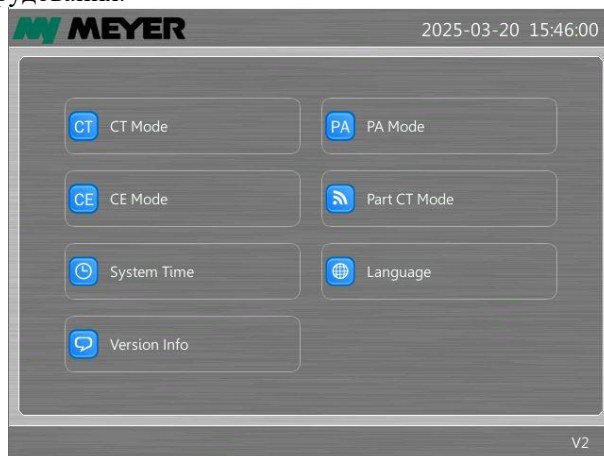 MEYER
2025-03-20 15:46:00
CT CT Mode
PA PA Mode
CE CE Mode
Part CT Mode
System Time
Language
Version Info
V2